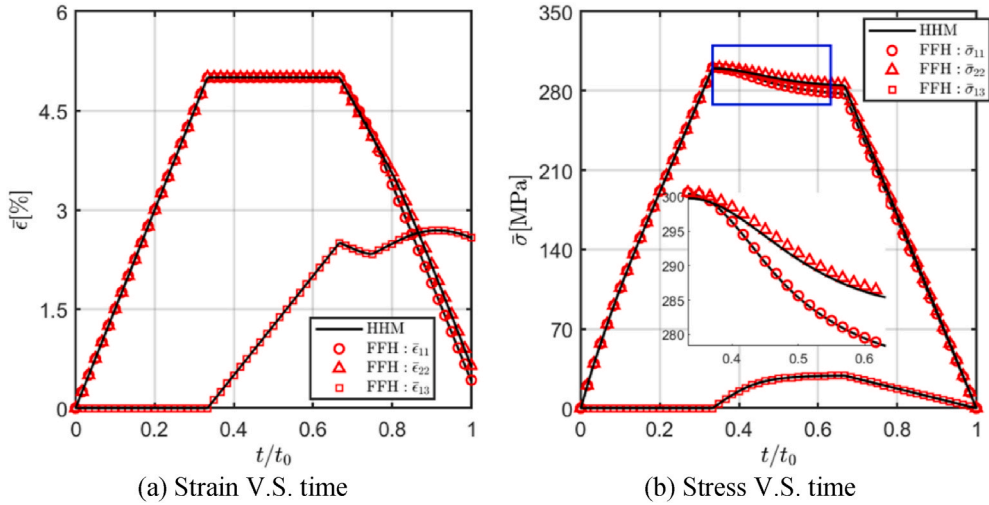 6
4.5
3
1.5
0
ε̄[%]
0 0.2 0.4 0.6 0.8 1
t/t₀
HHM
FFH : ε̄₁₁
FFH : ε̄₂₂
FFH : ε̄₁₃
(a) Strain V.S. time
350
280
210
140
70
0
σ̄[MPa]
HHM
FFH : σ̄₁₁
FFH : σ̄₂₂
FFH : σ̄₁₃
300
295
290
285
280
0.4 0.5 0.6
0 0.2 0.4 0.6 0.8 1
t/t₀
(b) Stress V.S. time